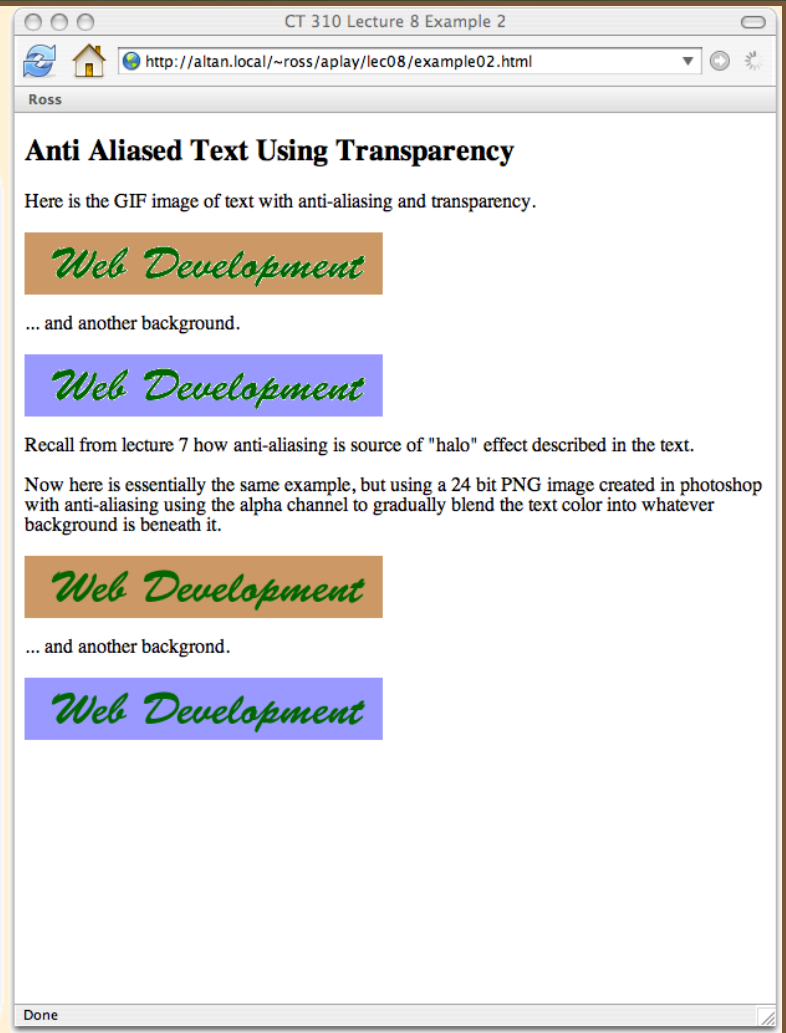 CT 310 Lecture 8 Example 2
http://altan.local/~ross/aplay/lec08/example02.html
Ross
Anti Aliased Text Using Transparency
Here is the GIF image of text with anti-aliasing and transparency.
Web Development
... and another background.
Web Development
Recall from lecture 7 how anti-aliasing is source of "halo" effect described in the text.
Now here is essentially the same example, but using a 24 bit PNG image created in photoshop
with anti-aliasing using the alpha channel to gradually blend the text color into whatever
background is beneath it.
Web Development
... and another backgrond.
Web Development
Done